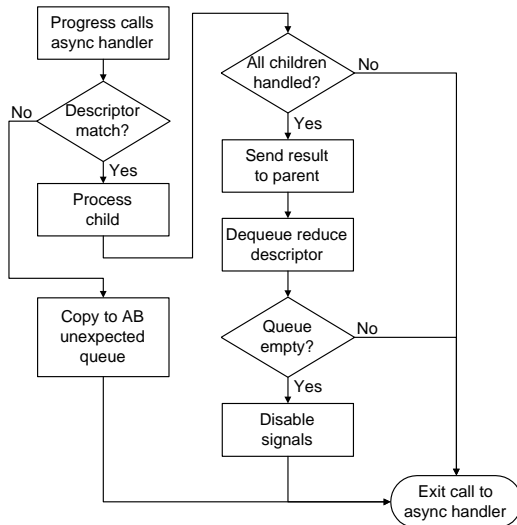 Progress calls
async handler
No
Descriptor
match?
Yes
Process
child
Copy to AB
unexpected
queue
All children
handled?
No
Yes
Send result
to parent
Dequeue reduce
descriptor
Queue
empty?
No
Yes
Disable
signals
Exit call to
async handler